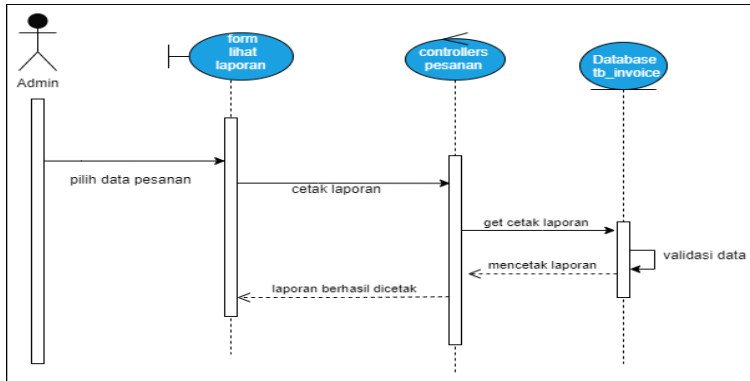 form
lihat
laporan
controllers
pesanan
Database
tb_invoice
Admin
pilih data pesanan
cetak laporan
get cetak laporan
validasi data
mencetak laporan
laporan berhasil dicetak